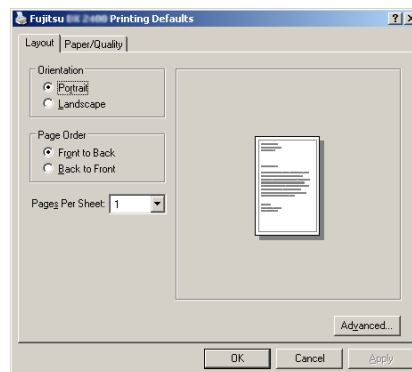 Fujitsu Printing Defaults
Layout
Paper/Quality
Orientation
Portrait
Landscape
Page Order
Front to Back
Back to Front
Pages Per Sheet: 1
Advanced...
OK
Cancel
Apply